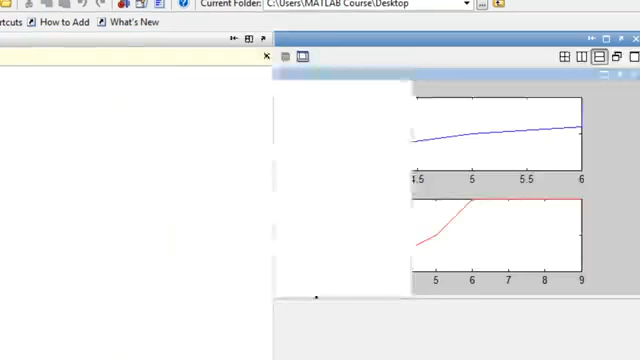 Current Folder: C:\Users\MATLAB Course\Desktop
How to Add What's New
4.5 5 5.5 6
5 6 7 8 9